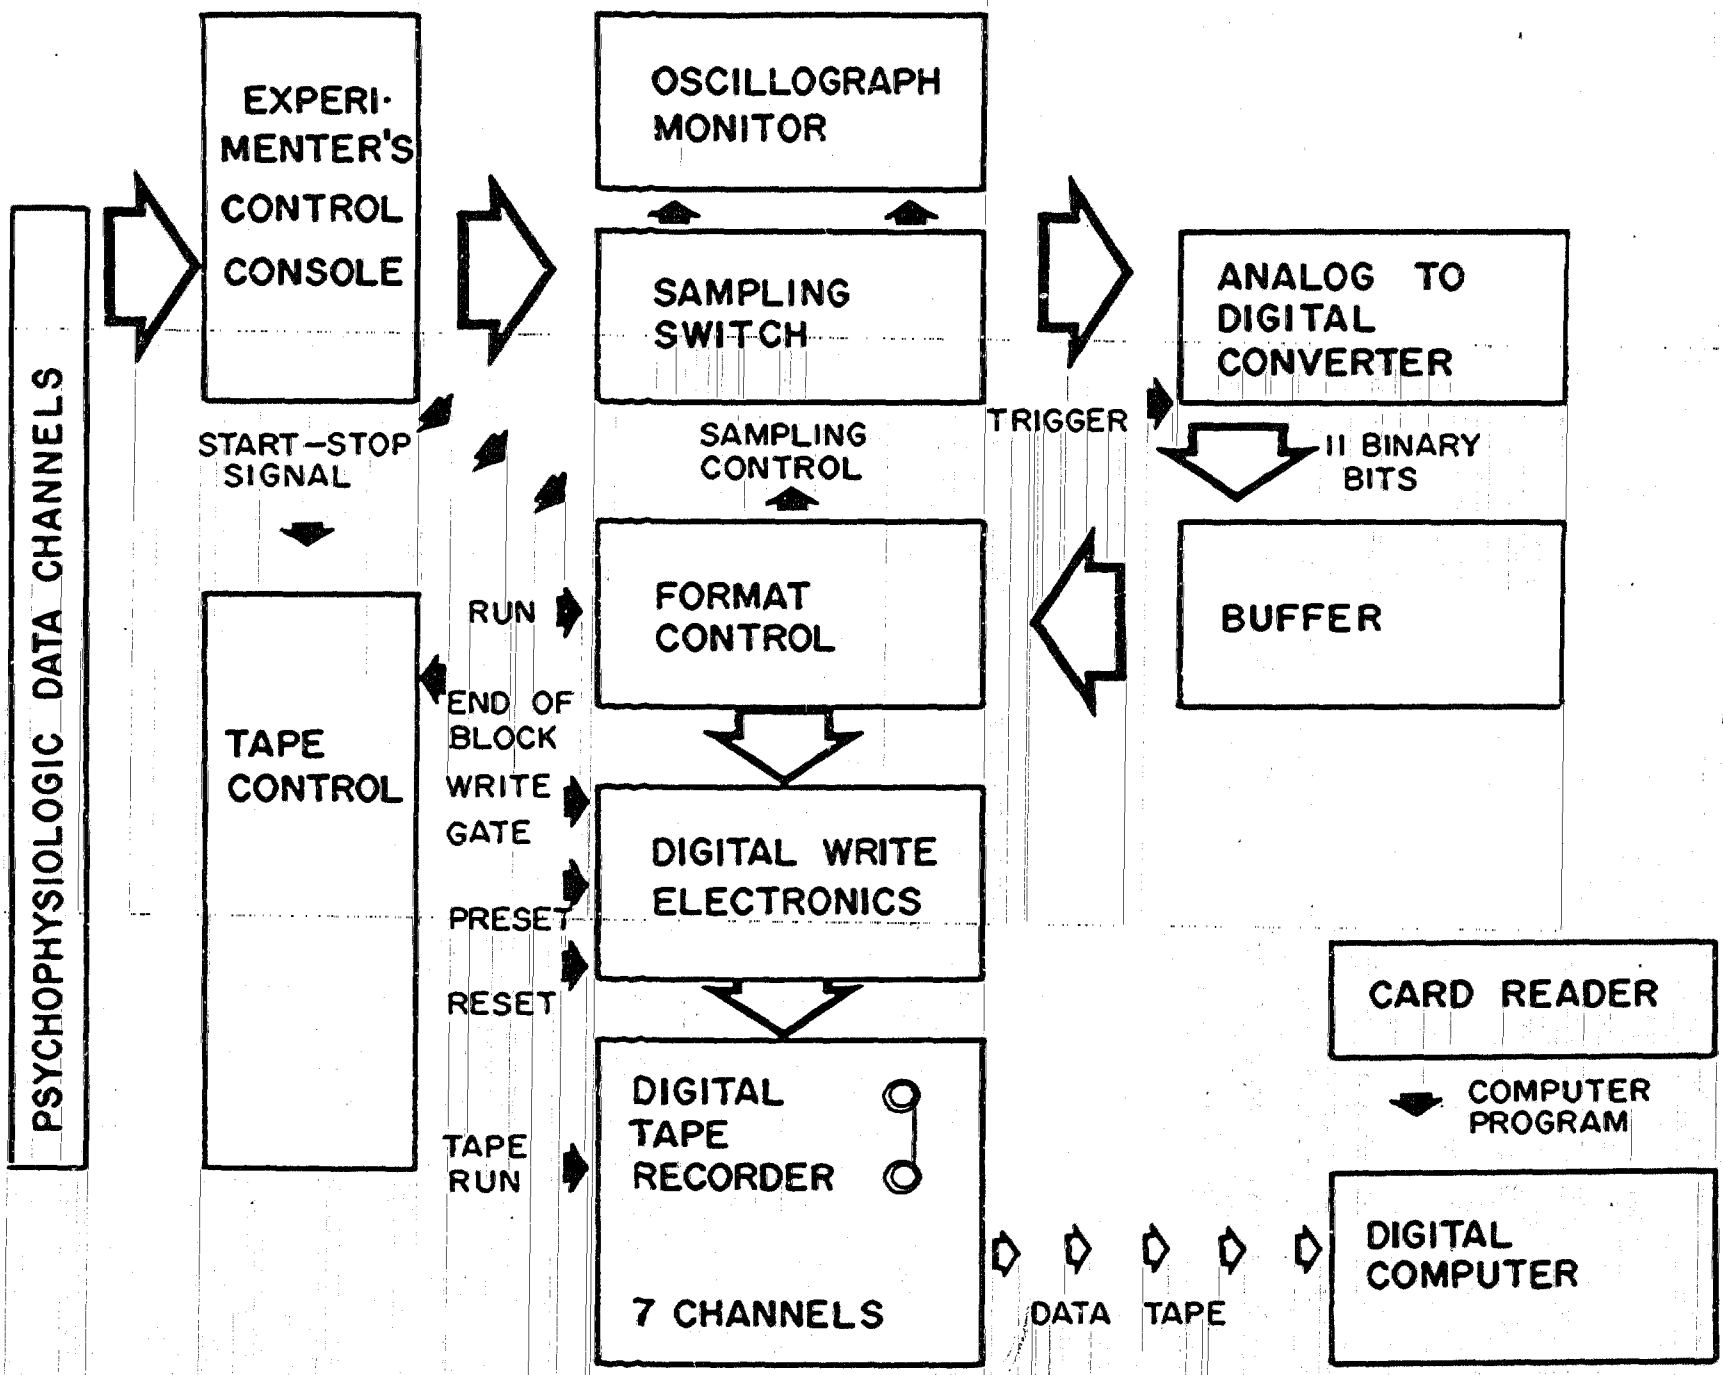 PSYCHOPHYSIOLOGIC DATA CHANNELS
EXPERI-
MENTER'S
CONTROL
CONSOLE
OSCILLOGRAPH
MONITOR
SAMPLING
SWITCH
ANALOG TO
DIGITAL
CONVERTER
TRIGGER
START-STOP
SIGNAL
SAMPLING
CONTROL
11 BINARY
BITS
RUN
FORMAT
CONTROL
BUFFER
END OF
BLOCK
TAPE
CONTROL
WRITE
GATE
PRESET
RESET
DIGITAL WRITE
ELECTRONICS
TAPE
RUN
DIGITAL
TAPE
RECORDER
7 CHANNELS
DATA TAPE
CARD READER
COMPUTER
PROGRAM
DIGITAL
COMPUTER